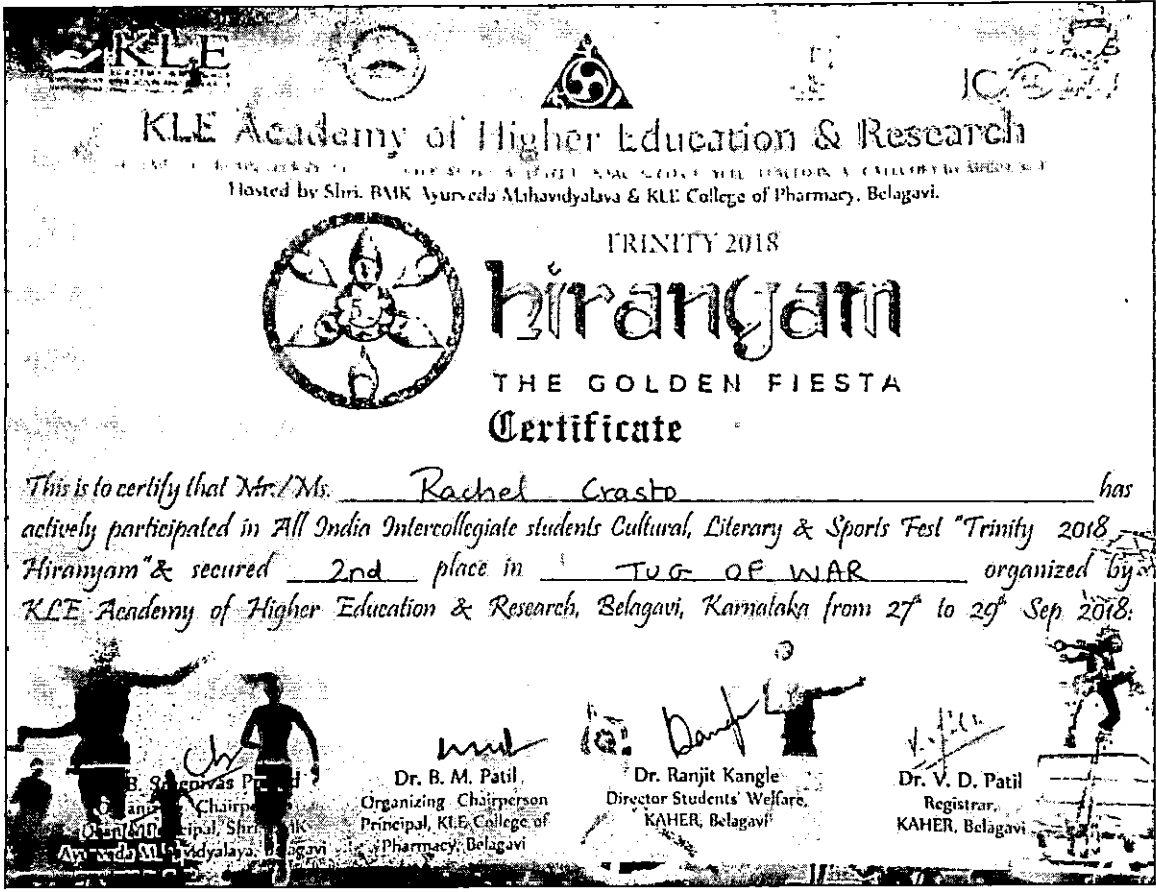 KLE
KLE Academy of Higher Education & Research
Hosted by Shri. BMK Ayurveda Mahavidyalaya & KLE College of Pharmacy, Belagavi.
TRINITY 2018
hiranyam
THE GOLDEN FIESTA
Certificate
This is to certify that Mr./Ms. Rachel Crasto has
actively participated in All India Intercollegiate students Cultural, Literary & Sports Fest "Trinity 2018
Hiranyam" & secured 2nd place in TUG OF WAR organized by
KLE Academy of Higher Education & Research, Belagavi, Karnataka from 27th to 29th Sep 2018.
Dr. B. M. Patil
Organizing Chairperson
Principal, KLE College of
Pharmacy, Belagavi
Dr. Ranjit Kangle
Director Students' Welfare,
KAHER, Belagavi
Dr. V. D. Patil
Registrar,
KAHER, Belagavi